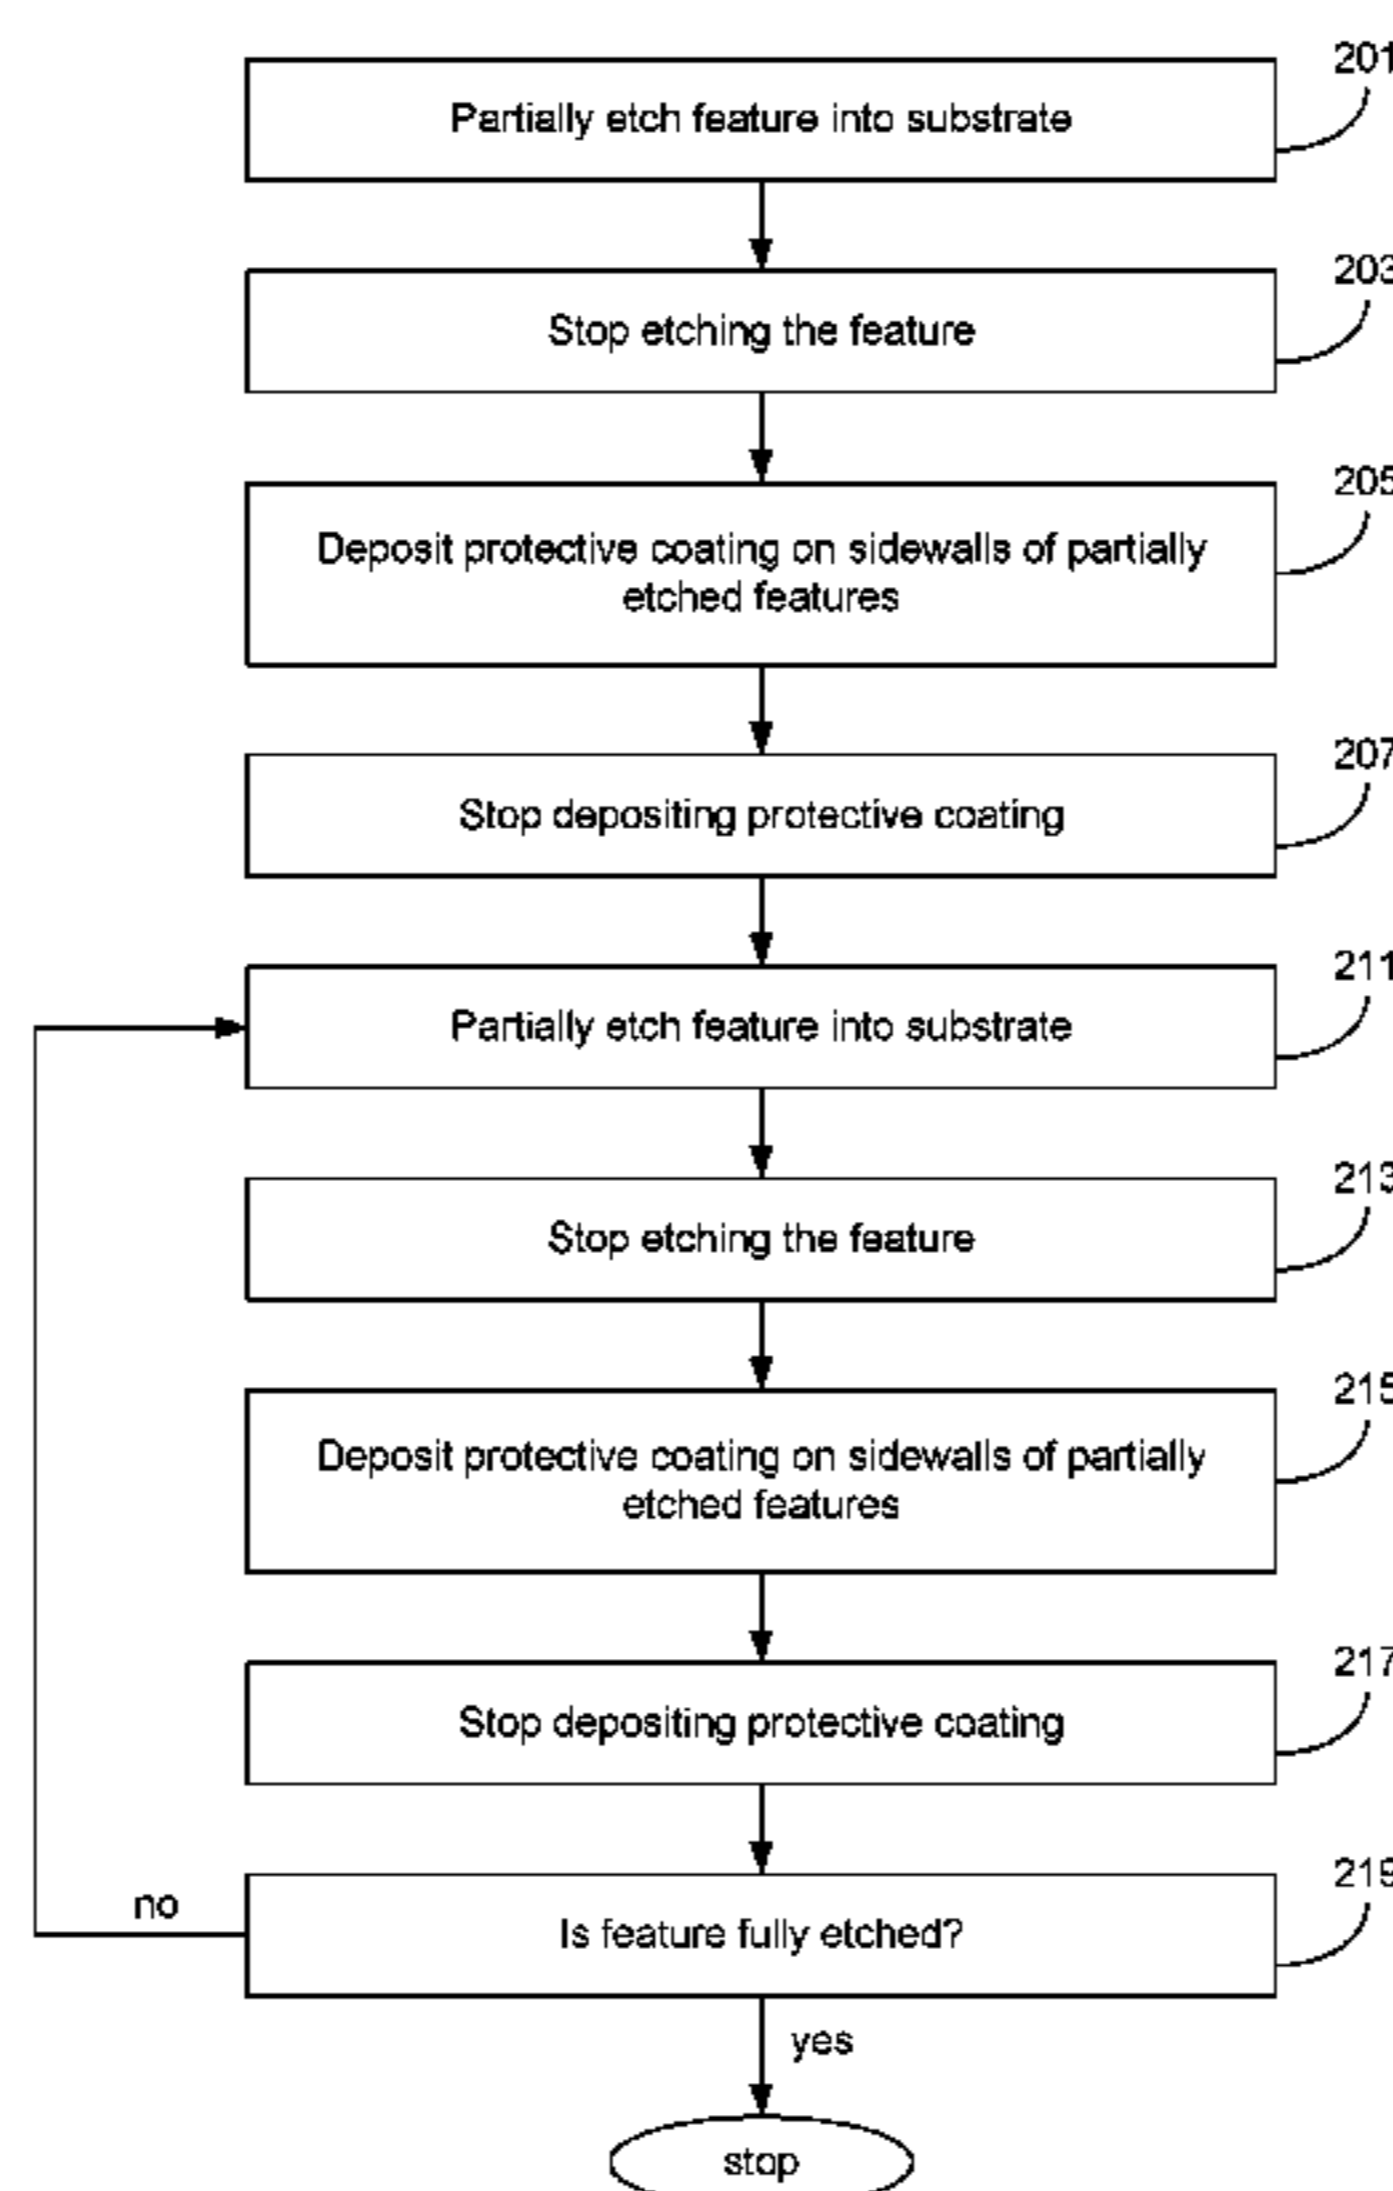 201
Partially etch feature into substrate
203
Stop etching the feature
205
Deposit protective coating on sidewalls of partially
etched features
207
Stop depositing protective coating
211
Partially etch feature into substrate
213
Stop etching the feature
215
Deposit protective coating on sidewalls of partially
etched features
217
Stop depositing protective coating
219
no
Is feature fully etched?
yes
stop